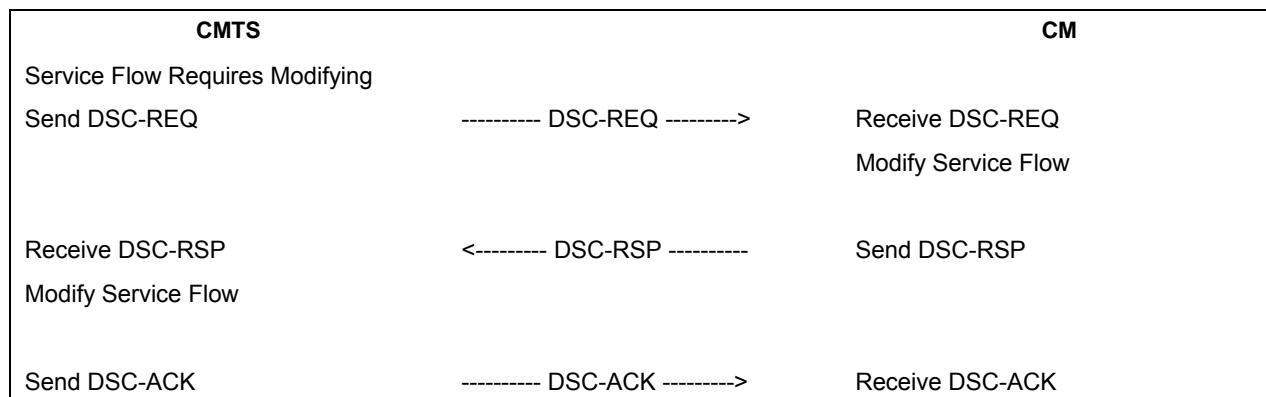 CMTS CM
Service Flow Requires Modifying
Send DSC-REQ ---------- DSC-REQ ---------> Receive DSC-REQ
Modify Service Flow
Receive DSC-RSP <--------- DSC-RSP ---------- Send DSC-RSP
Modify Service Flow
Send DSC-ACK ---------- DSC-ACK ---------> Receive DSC-ACK